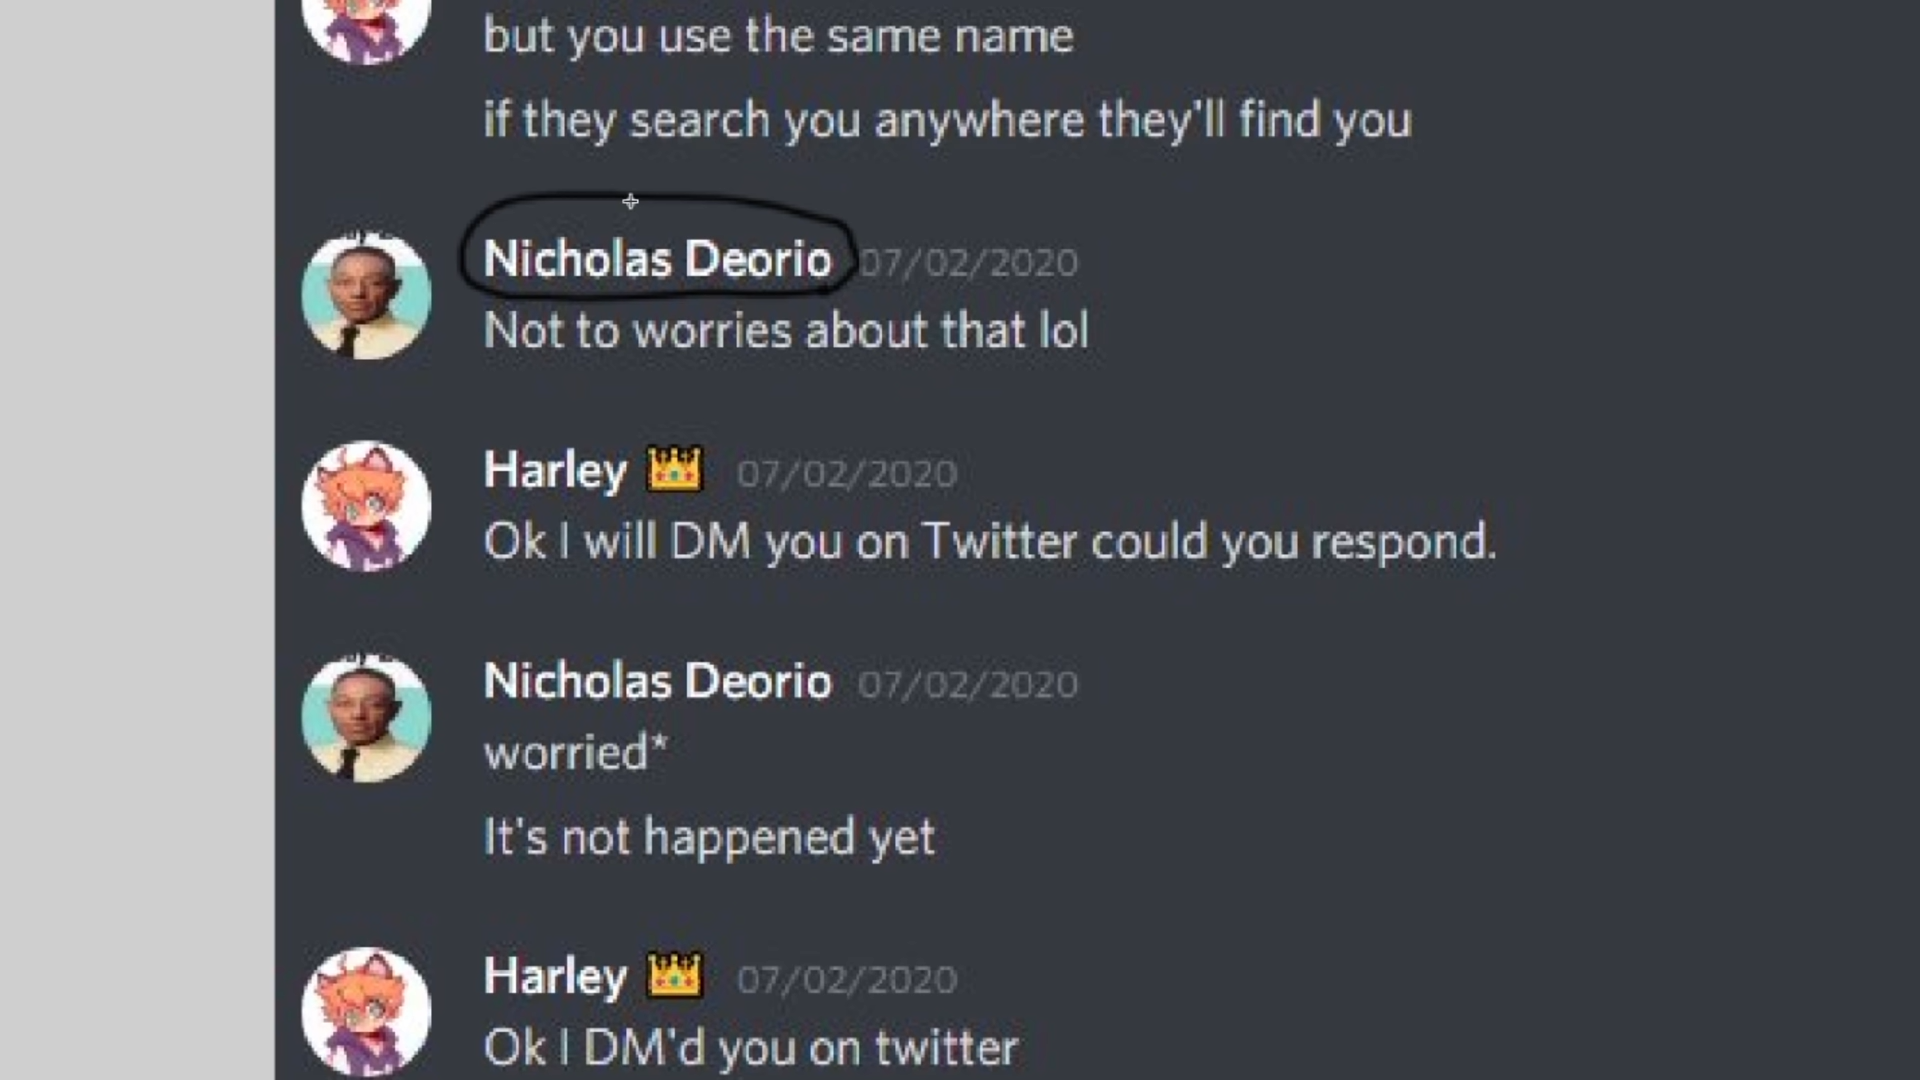 but you use the same name
if they search you anywhere they'll find you
Nicholas Deorio 07/02/2020
Not to worries about that lol
Harley 👑 07/02/2020
Ok I will DM you on Twitter could you respond.
Nicholas Deorio 07/02/2020
worried*
It's not happened yet
Harley 👑 07/02/2020
Ok I DM'd you on twitter